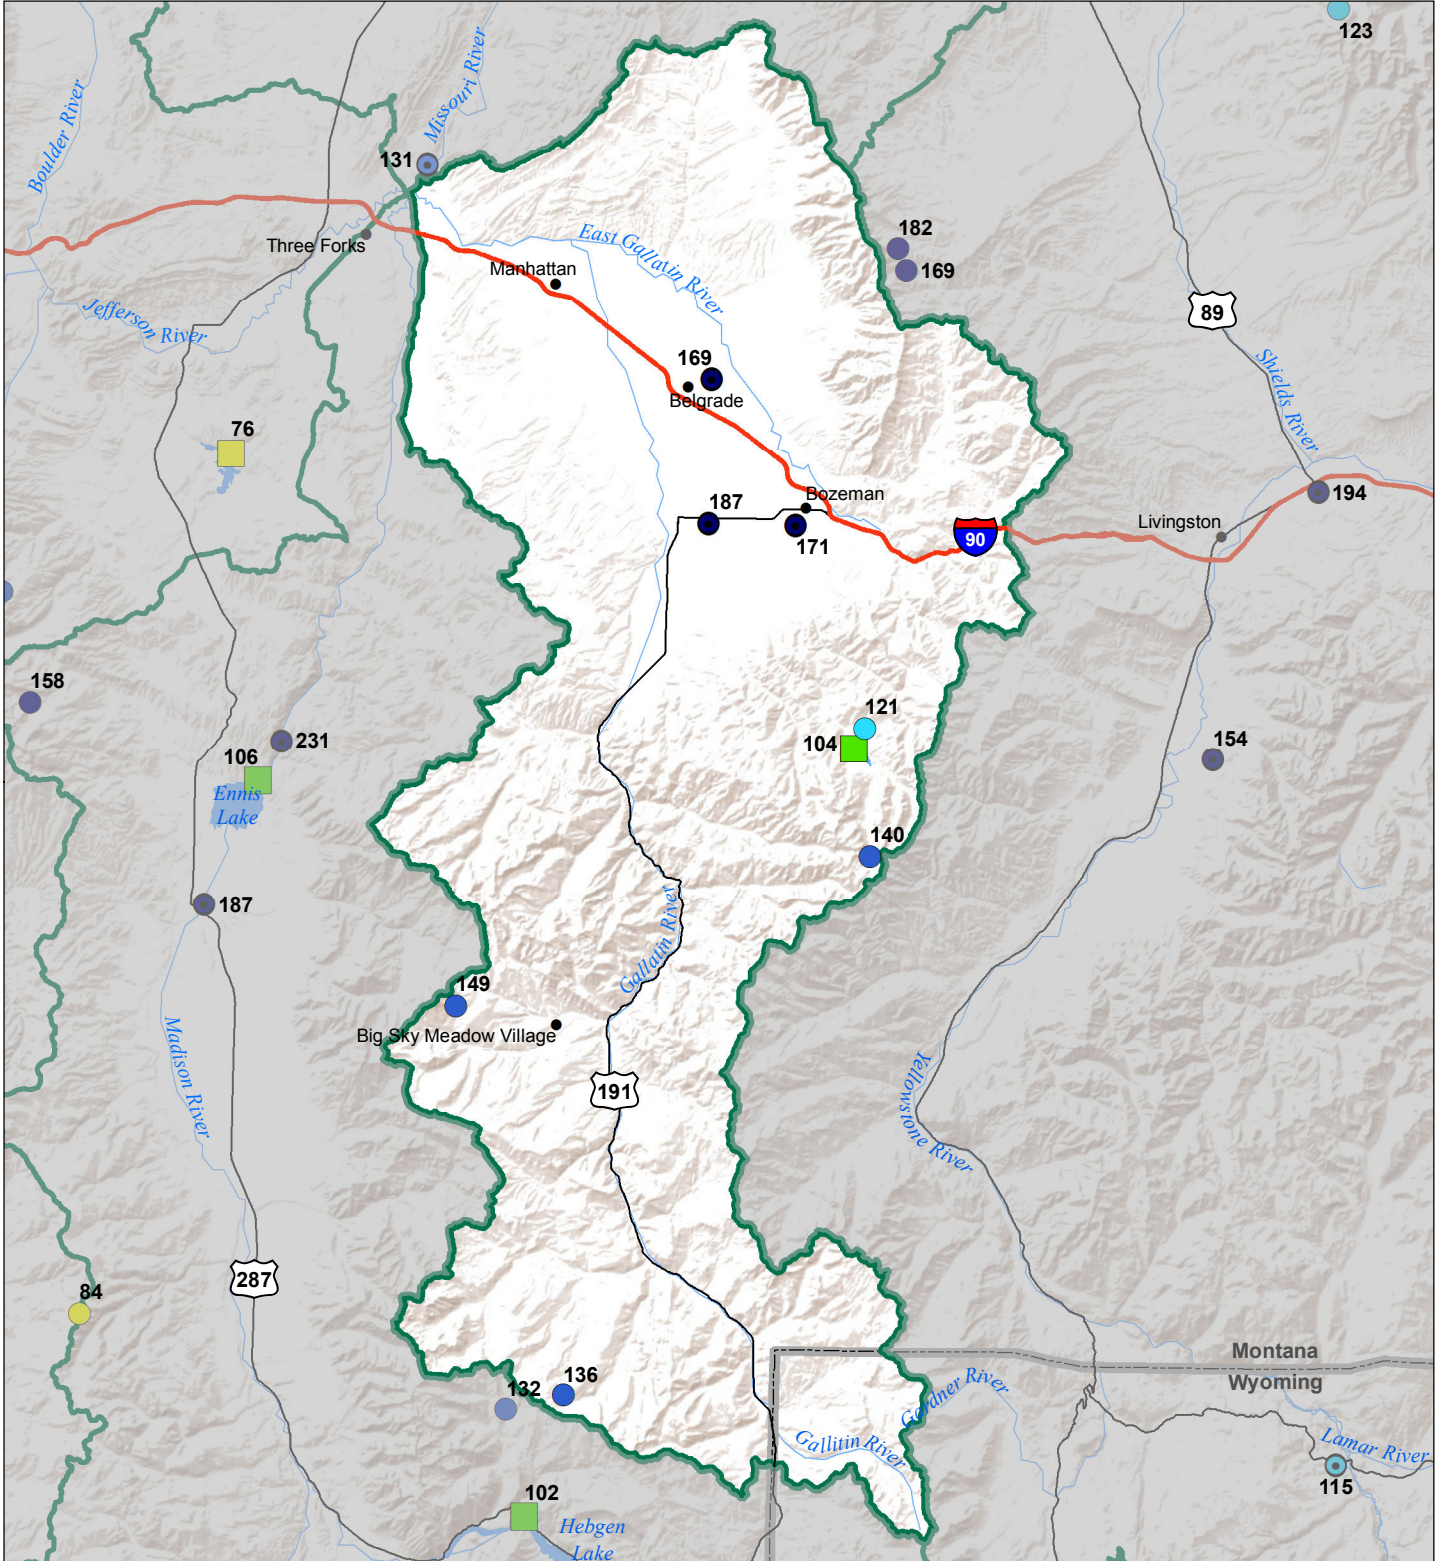 123
Missouri River
Boulder River
131
East Gallatin River
182
169
Three Forks
Manhattan
Jefferson River
89
Shields River
169
Belgrade
76
187
Bozeman
171
90
194
Livingston
158
121
104
231
106
Ennis
Lake
154
140
187
Gallatin River
149
Big Sky Meadow Village
Madison River
191
Yellowstone River
287
84
Montana
Wyoming
132
136
Gardner River
Gallitin River
Lamar River
115
102
Hebgen
Lake